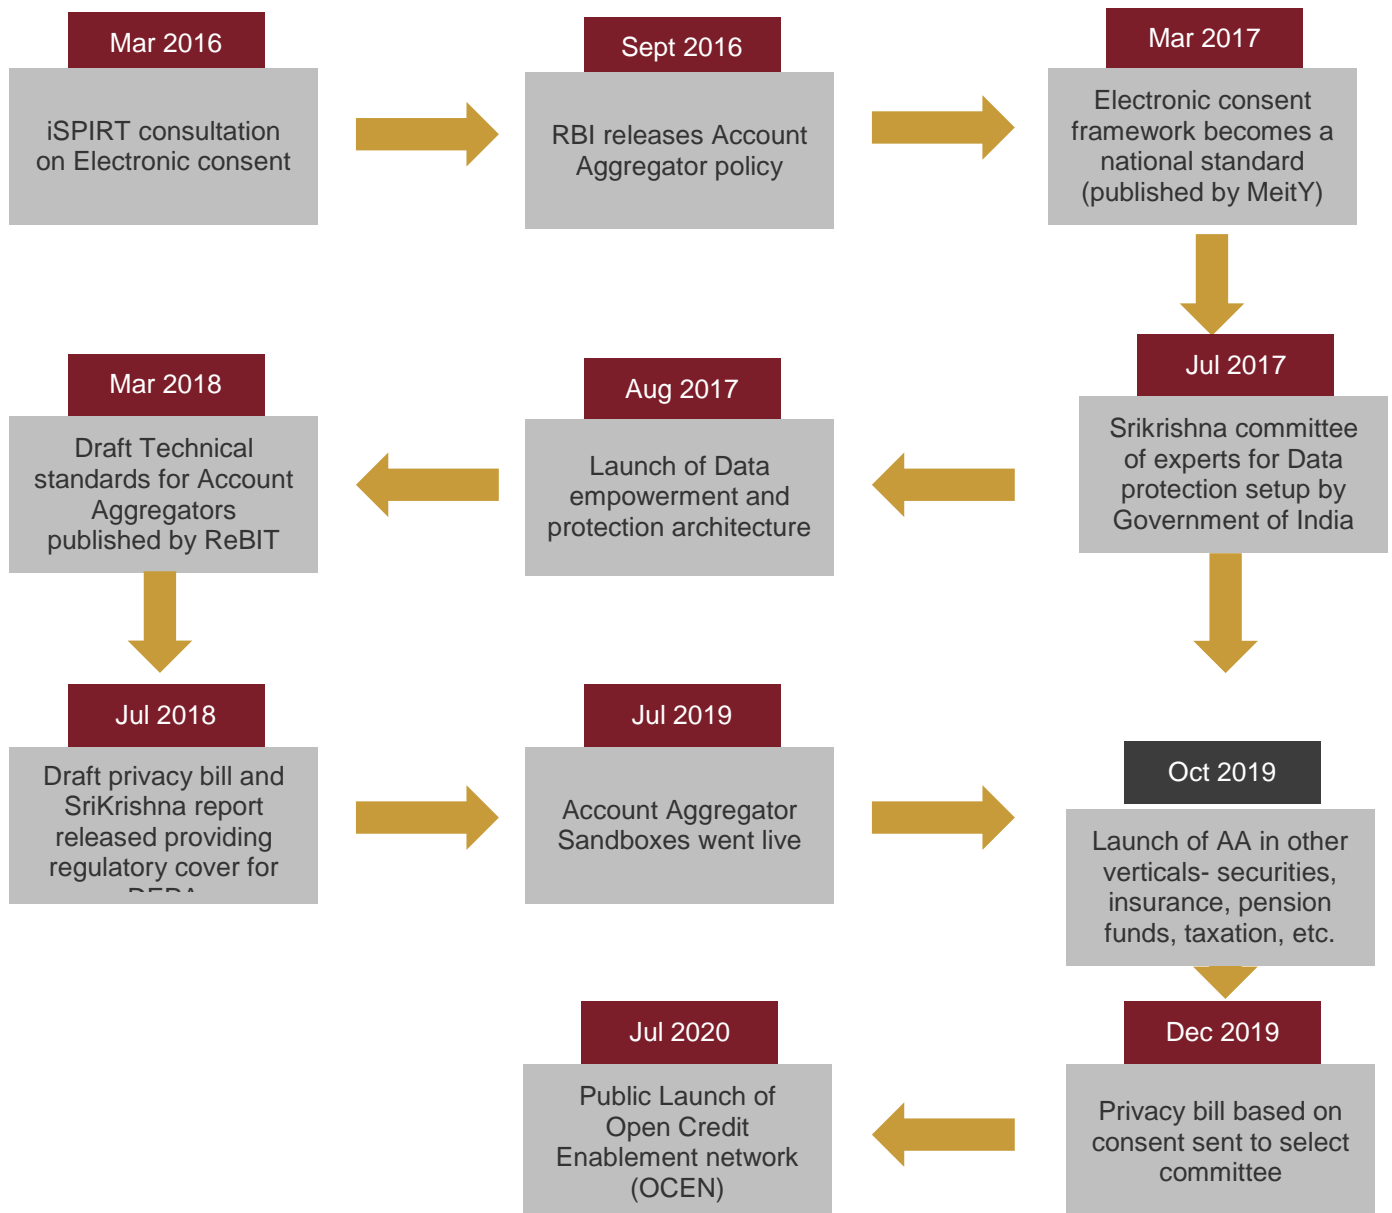 Mar 2016
iSPIRT consultation
on Electronic consent
Sept 2016
RBI releases Account
Aggregator policy
Mar 2017
Electronic consent
framework becomes a
national standard
(published by MeitY)
Jul 2017
Srikrishna committee
of experts for Data
protection setup by
Government of India
Aug 2017
Launch of Data
empowerment and
protection architecture
Mar 2018
Draft Technical
standards for Account
Aggregators
published by ReBIT
Jul 2018
Draft privacy bill and
SriKrishna report
released providing
regulatory cover for
Jul 2019
Account Aggregator
Sandboxes went live
Oct 2019
Launch of AA in other
verticals- securities,
insurance, pension
funds, taxation, etc.
Dec 2019
Privacy bill based on
consent sent to select
committee
Jul 2020
Public Launch of
Open Credit
Enablement network
(OCEN)